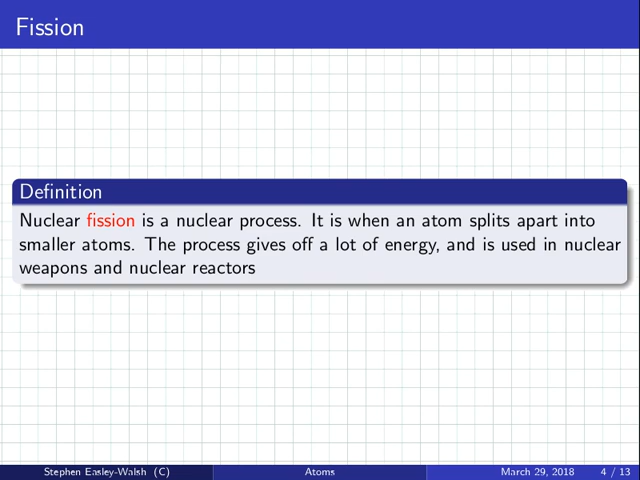 Fission
Definition
Nuclear fission is a nuclear process. It is when an atom splits apart into
smaller atoms. The process gives off a lot of energy, and is used in nuclear
weapons and nuclear reactors
Stephen Easley-Walsh (C) Atoms March 29, 2018 4 / 13